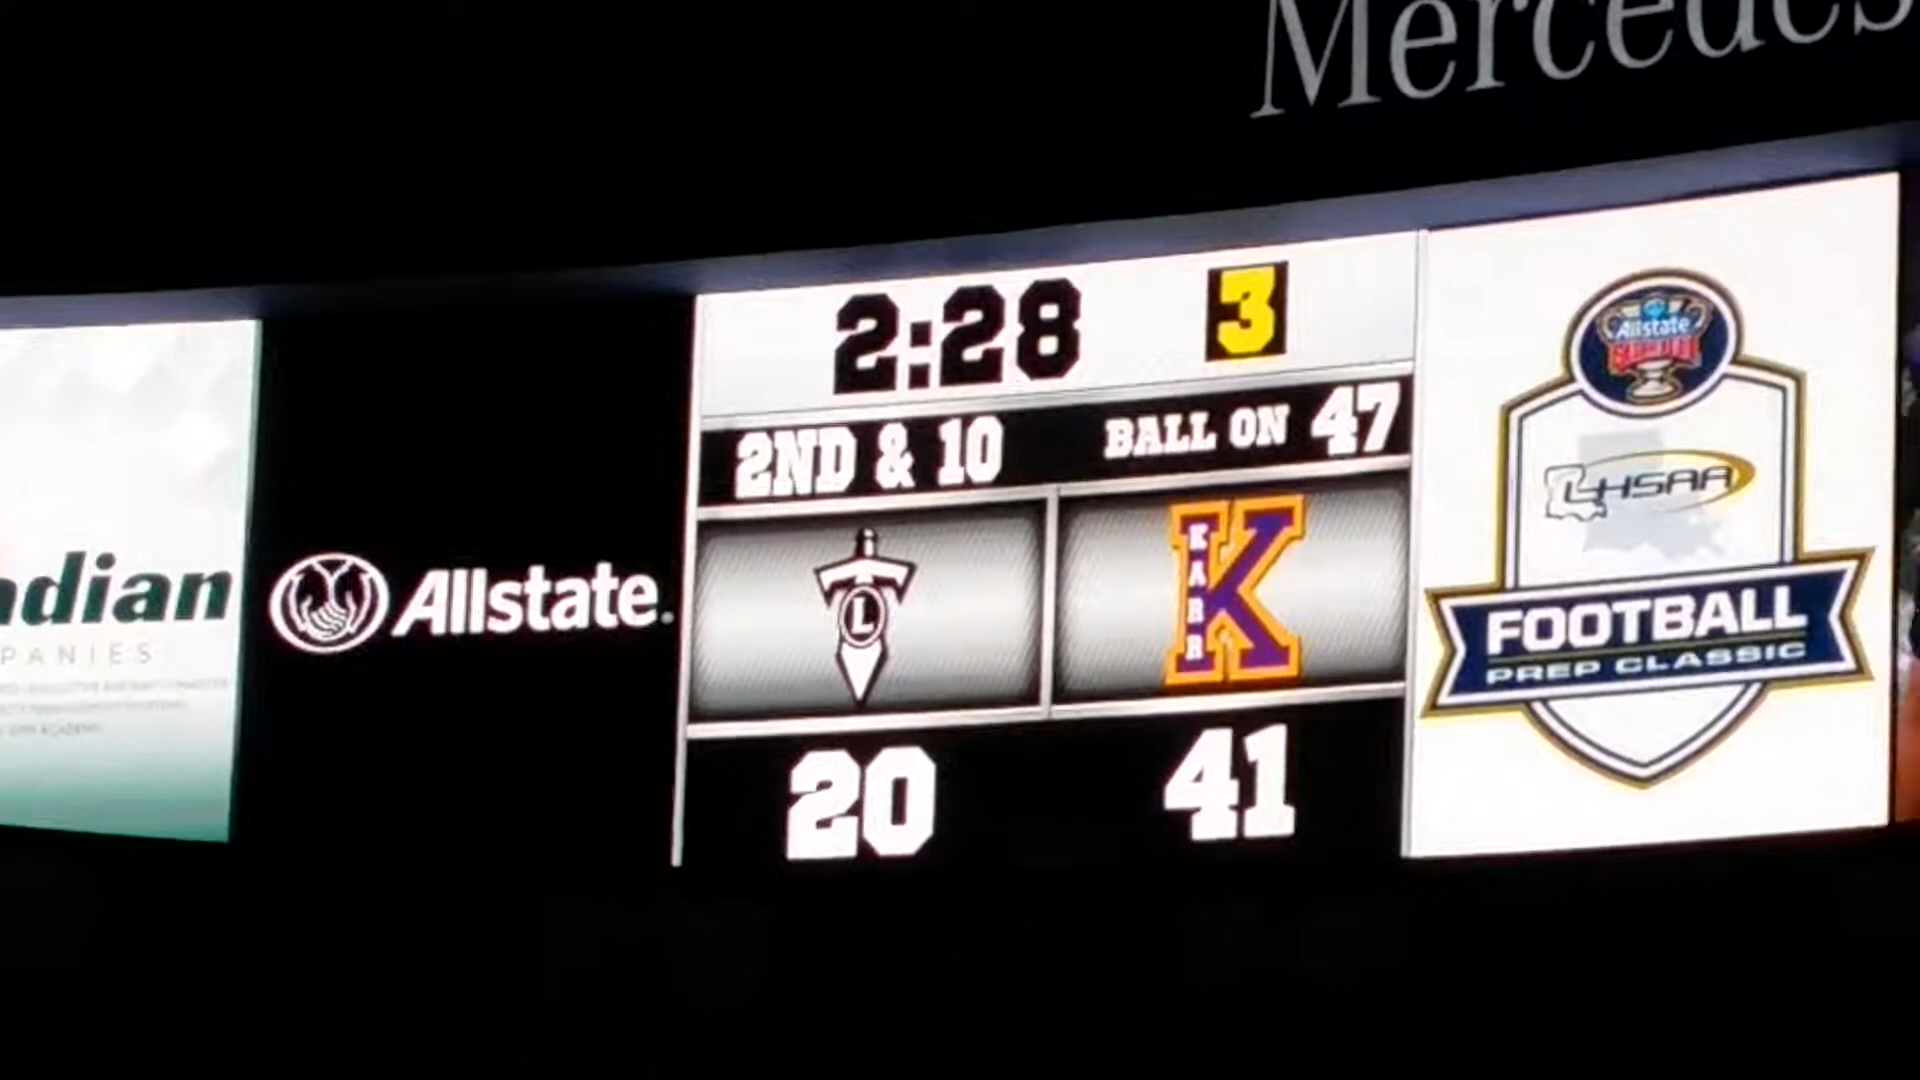 Mercedes
2:28 3
2ND & 10 BALL ON 47
adian
PANIES
Allstate.
L
KARR
K
20 41
Allstate
LHSAA
FOOTBALL
PREP CLASSIC